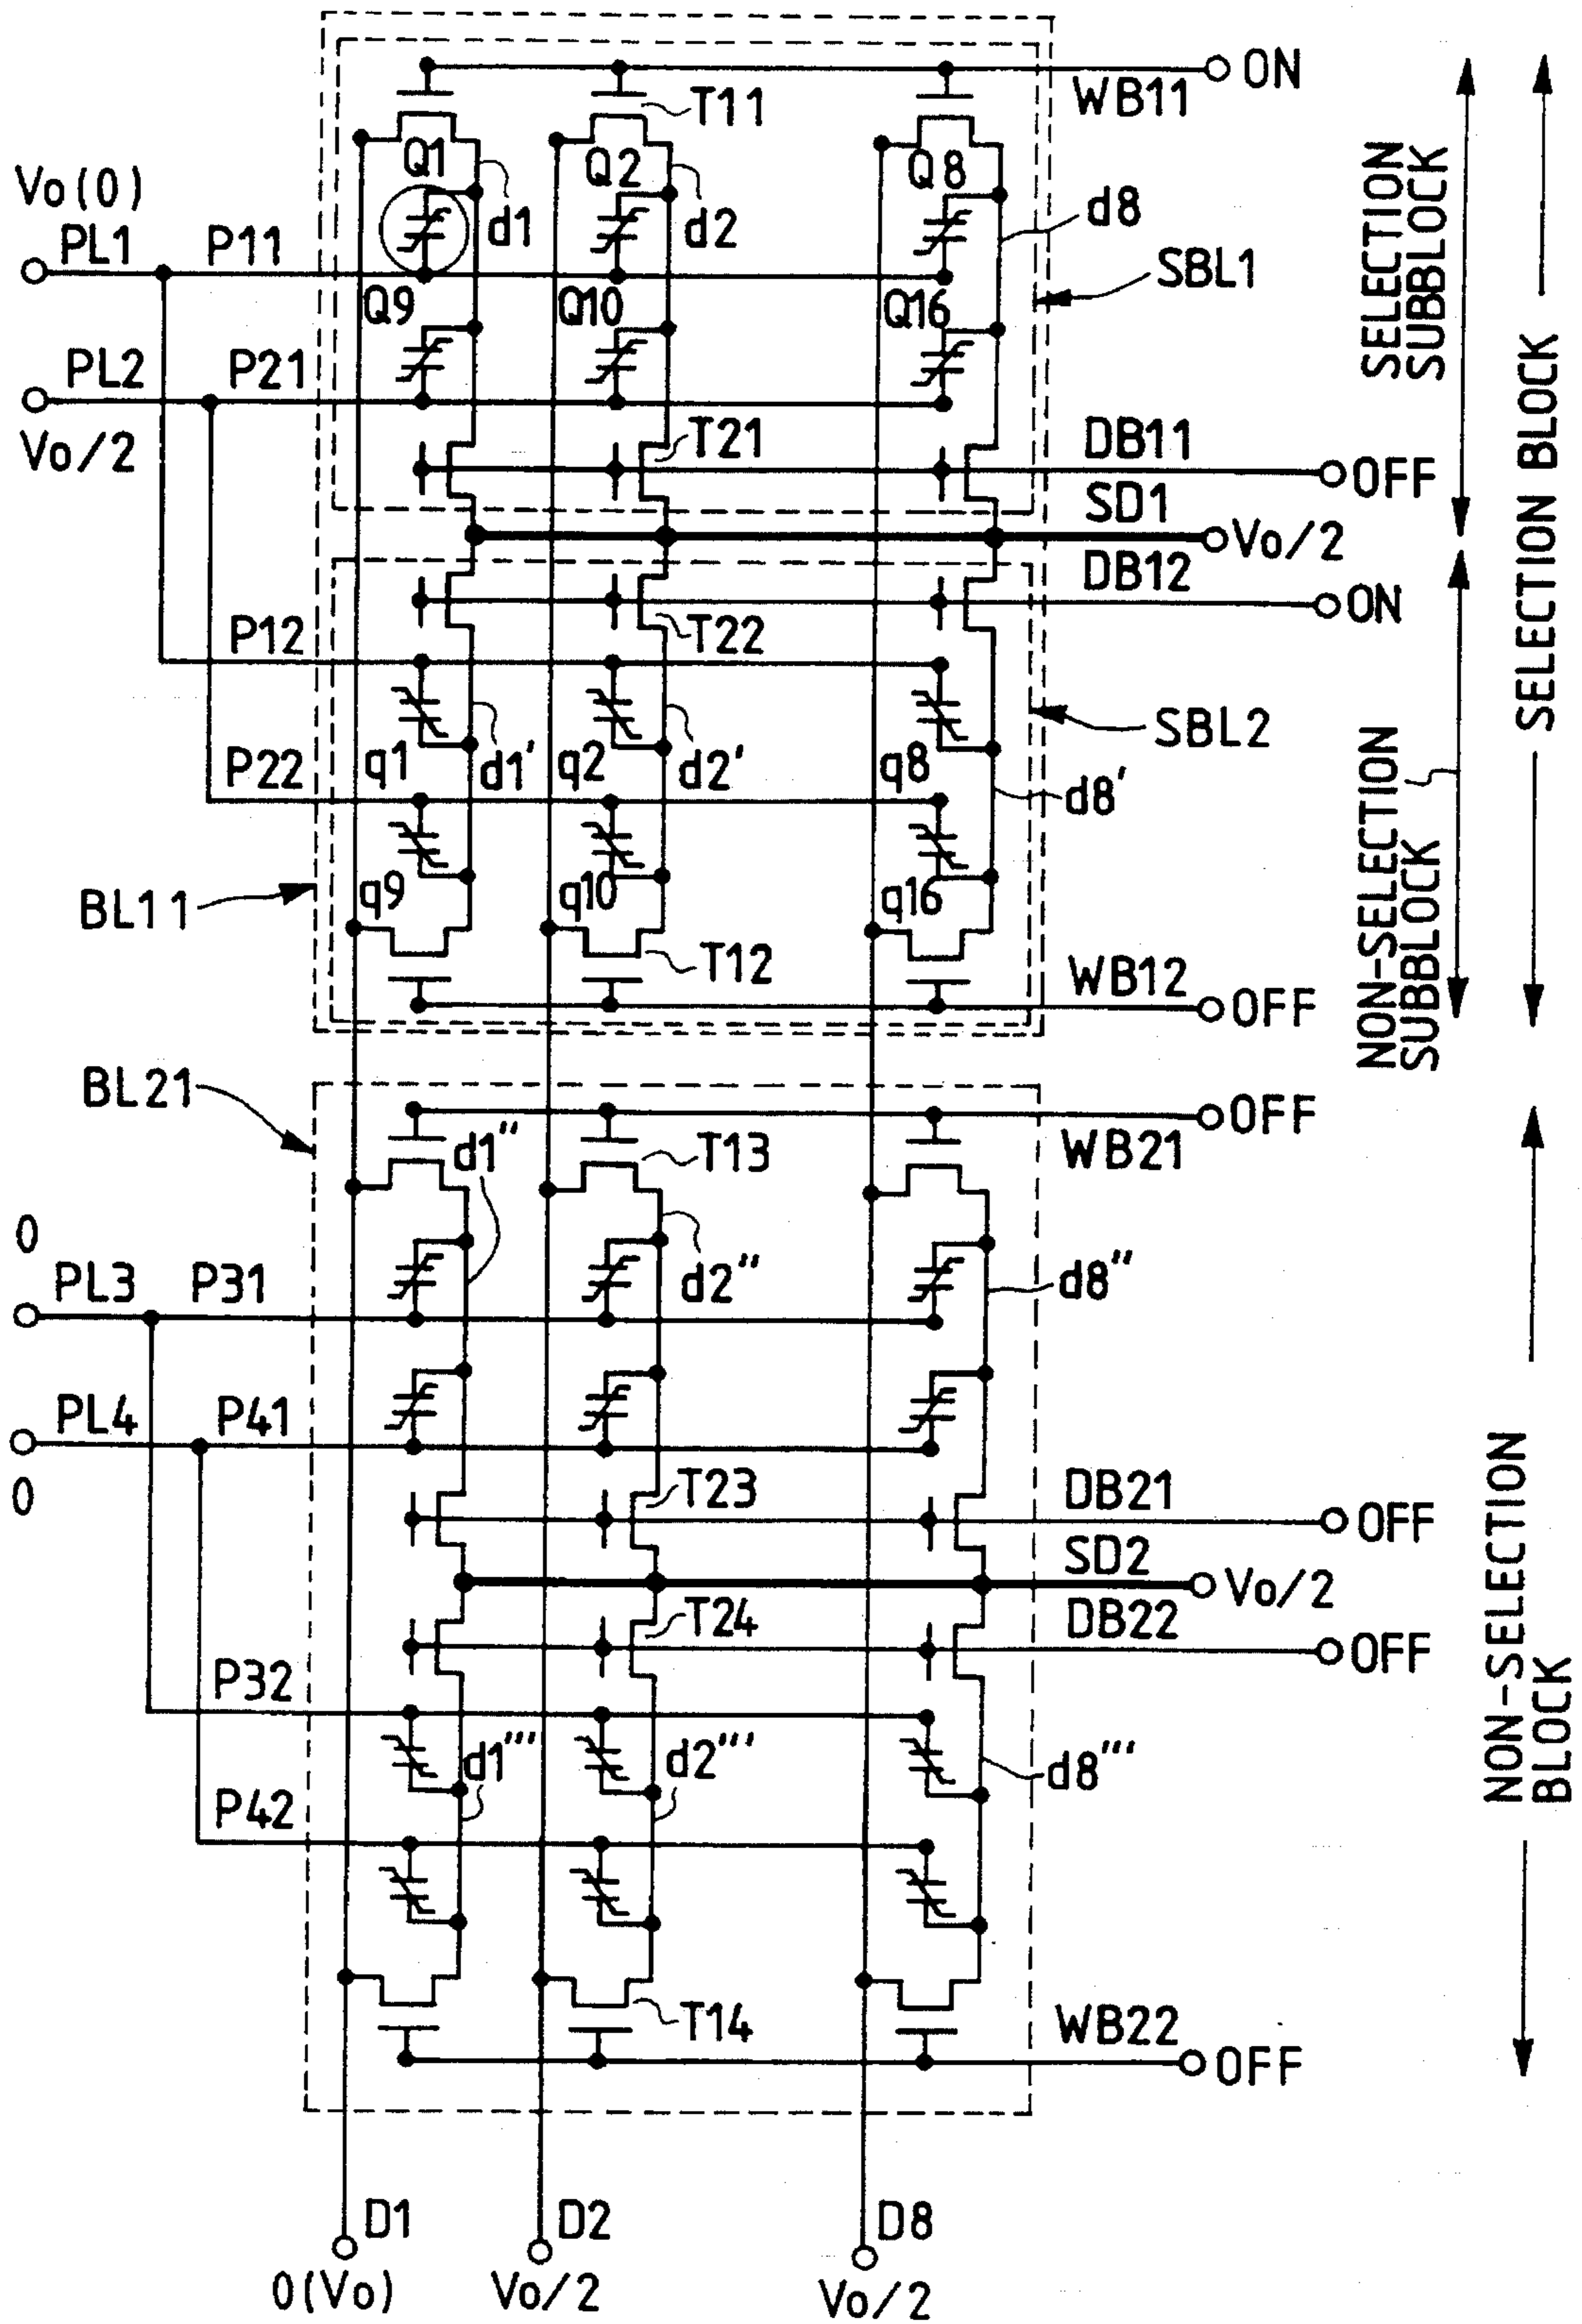 ON
WB11
T11
Q1
Q2
Q8
Vo(0)
d1
d2
d8
PL1
P11
SBL1
Q9
Q10
Q16
PL2
P21
Vo/2
T21
DB11
OFF
SD1
Vo/2
DB12
ON
P12
T22
SBL2
P22
q1
d1'
q2
d2'
q8
d8'
BL11
q9
q10
q16
T12
WB12
OFF
SELECTION
SUBBLOCK
NON-SELECTION
SUBBLOCK
SELECTION BLOCK
BL21
OFF
d1''
T13
WB21
0
PL3
P31
d2''
d8''
PL4
P41
0
T23
DB21
OFF
SD2
Vo/2
T24
DB22
OFF
P32
d1'''
d2'''
d8'''
P42
T14
WB22
OFF
NON-SELECTION
BLOCK
D1
D2
D8
0(Vo)
Vo/2
Vo/2